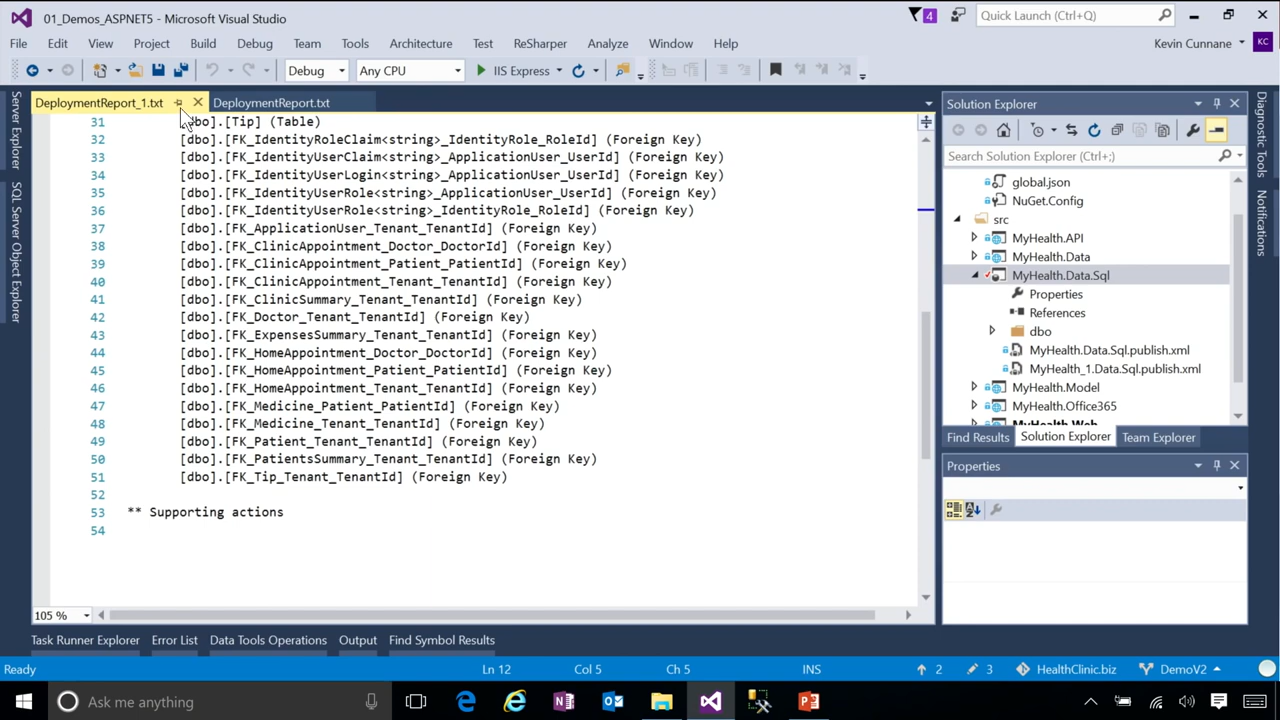 01_Demos_ASPNET5 - Microsoft Visual Studio
4
Quick Launch (Ctrl+Q)
File Edit View Project Build Debug Team Tools Architecture Test ReSharper Analyze Window Help
Kevin Cunnane
KC
Debug Any CPU IIS Express
DeploymentReport_1.txt DeploymentReport.txt
31 [dbo].[Tip] (Table)
32 [dbo].[FK_IdentityRoleClaim<string>_IdentityRole_RoleId] (Foreign Key)
33 [dbo].[FK_IdentityUserClaim<string>_ApplicationUser_UserId] (Foreign Key)
34 [dbo].[FK_IdentityUserLogin<string>_ApplicationUser_UserId] (Foreign Key)
35 [dbo].[FK_IdentityUserRole<string>_ApplicationUser_UserId] (Foreign Key)
36 [dbo].[FK_IdentityUserRole<string>_IdentityRole_RoleId] (Foreign Key)
37 [dbo].[FK_ApplicationUser_Tenant_TenantId] (Foreign Key)
38 [dbo].[FK_ClinicAppointment_Doctor_DoctorId] (Foreign Key)
39 [dbo].[FK_ClinicAppointment_Patient_PatientId] (Foreign Key)
40 [dbo].[FK_ClinicAppointment_Tenant_TenantId] (Foreign Key)
41 [dbo].[FK_ClinicSummary_Tenant_TenantId] (Foreign Key)
42 [dbo].[FK_Doctor_Tenant_TenantId] (Foreign Key)
43 [dbo].[FK_ExpensesSummary_Tenant_TenantId] (Foreign Key)
44 [dbo].[FK_HomeAppointment_Doctor_DoctorId] (Foreign Key)
45 [dbo].[FK_HomeAppointment_Patient_PatientId] (Foreign Key)
46 [dbo].[FK_HomeAppointment_Tenant_TenantId] (Foreign Key)
47 [dbo].[FK_Medicine_Patient_PatientId] (Foreign Key)
48 [dbo].[FK_Medicine_Tenant_TenantId] (Foreign Key)
49 [dbo].[FK_Patient_Tenant_TenantId] (Foreign Key)
50 [dbo].[FK_PatientsSummary_Tenant_TenantId] (Foreign Key)
51 [dbo].[FK_Tip_Tenant_TenantId] (Foreign Key)
52
53 ** Supporting actions
54
105 %
Server Explorer
SQL Server Object Explorer
Solution Explorer
Search Solution Explorer (Ctrl+;)
global.json
NuGet.Config
src
MyHealth.API
MyHealth.Data
MyHealth.Data.Sql
Properties
References
dbo
MyHealth.Data.Sql.publish.xml
MyHealth_1.Data.Sql.publish.xml
MyHealth.Model
MyHealth.Office365
MyHealth.Web
Find Results Solution Explorer Team Explorer
Properties
Diagnostic Tools
Notifications
Task Runner Explorer Error List Data Tools Operations Output Find Symbol Results
Ready Ln 12 Col 5 Ch 5 INS 2 3 HealthClinic.biz DemoV2
Ask me anything